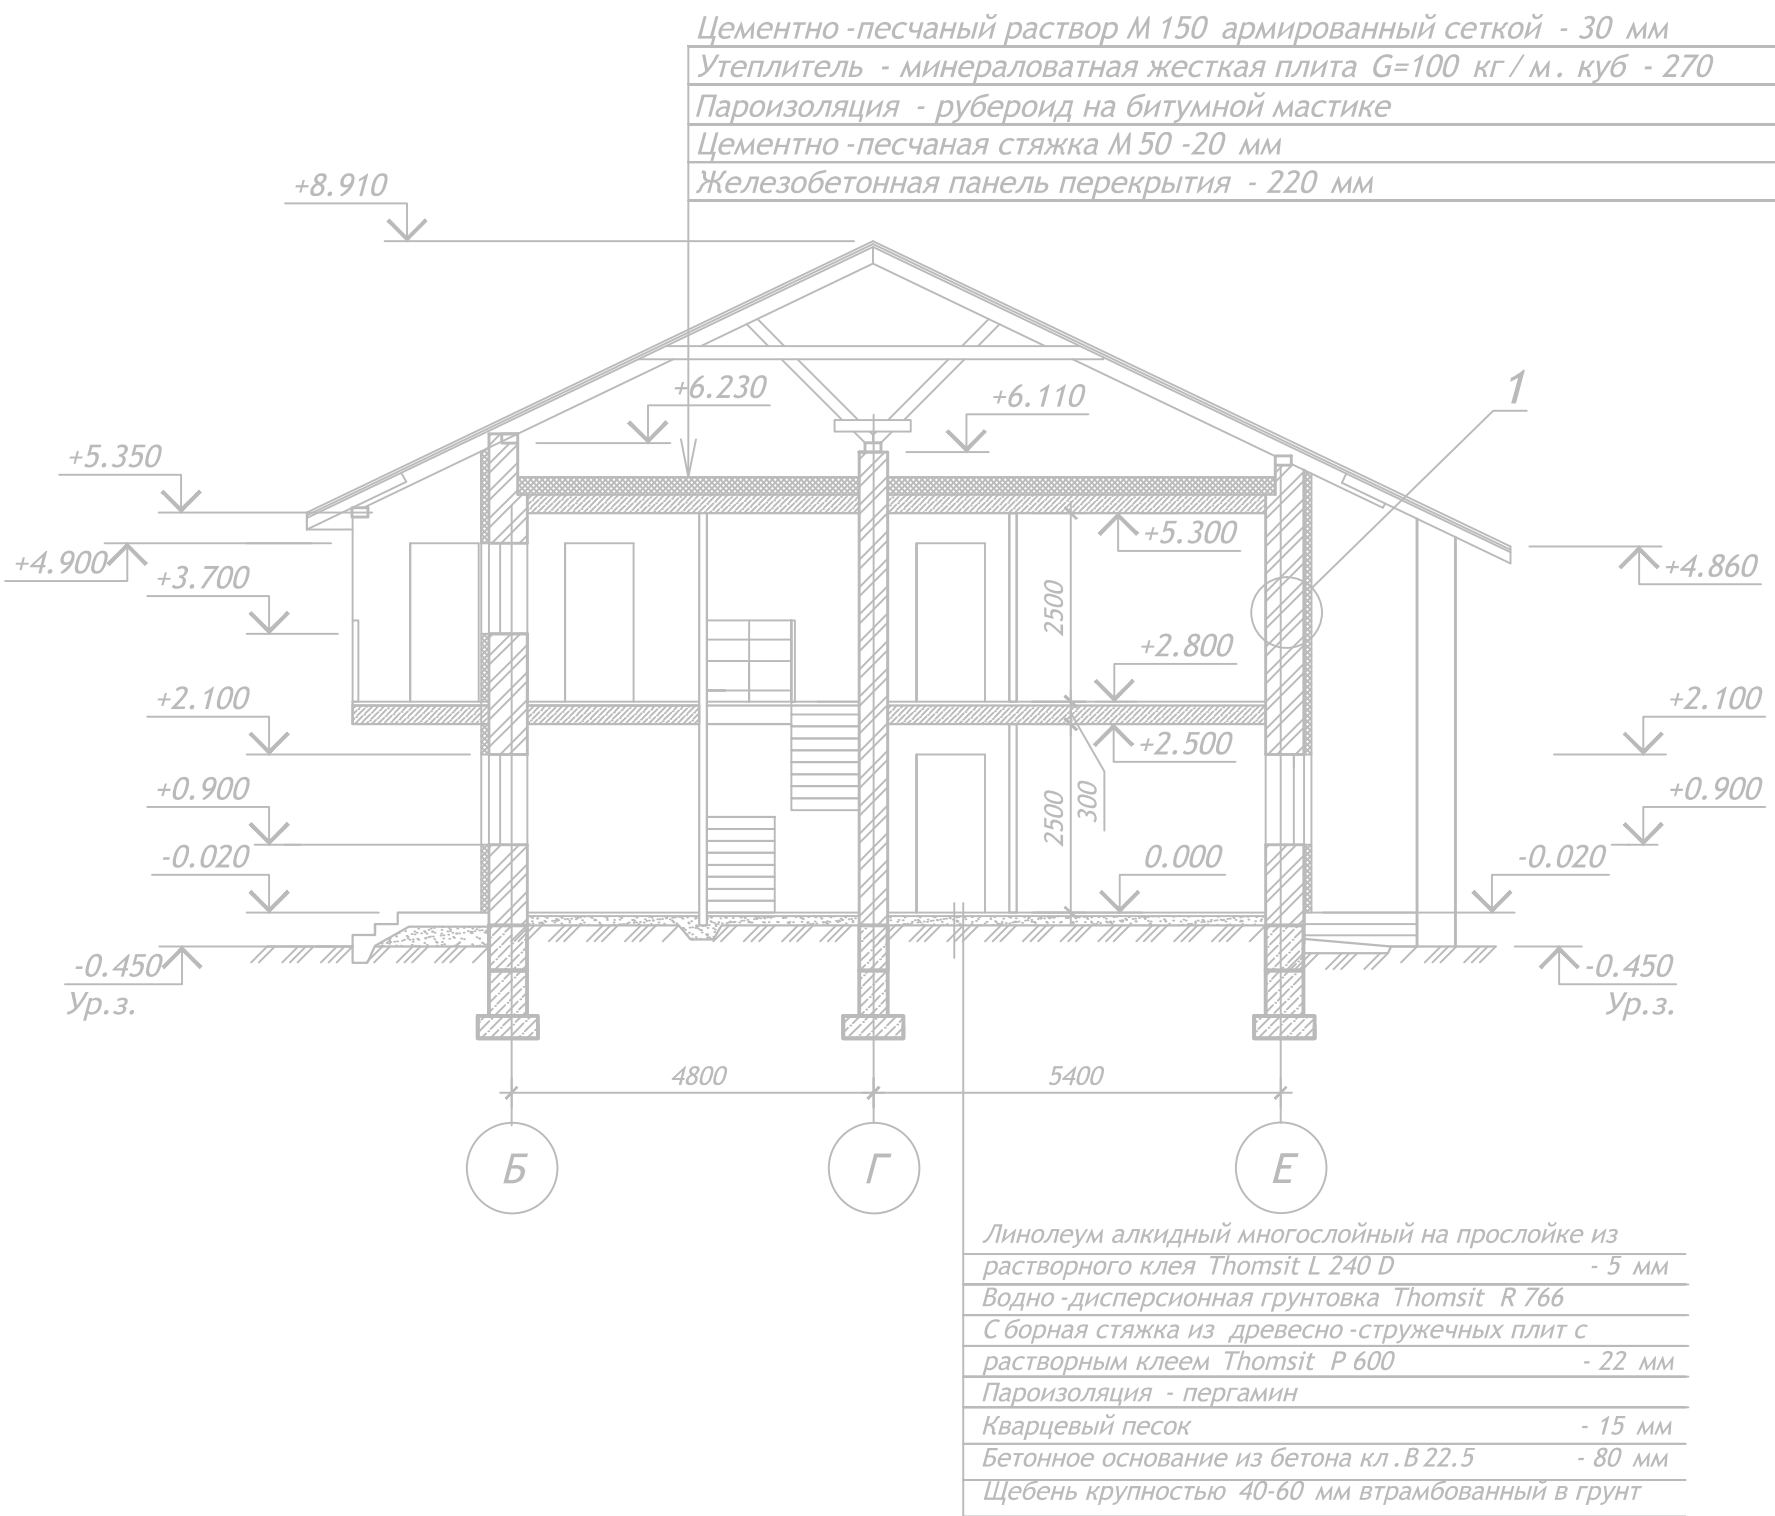 Цементно-песчаный раствор М 150 армированный сеткой - 30 мм
Утеплитель - минераловатная жесткая плита G=100 кг/м. куб - 270
Пароизоляция - рубероид на битумной мастике
Цементно-песчаная стяжка М 50 -20 мм
Железобетонная панель перекрытия - 220 мм
+8.910
+6.230
+6.110
1
+5.350
+4.900
+3.700
+5.300
+4.860
2500
+2.800
+2.100
+2.100
+2.500
+0.900
300
2500
+0.900
-0.020
0.000
-0.020
-0.450
Ур.з.
-0.450
Ур.з.
4800
5400
Б
Г
Е
Линолеум алкидный многослойный на прослойке из
растворного клея Thomsit L 240 D - 5 мм
Водно-дисперсионная грунтовка Thomsit R 766
Сборная стяжка из древесно-стружечных плит с
растворным клеем Thomsit P 600 - 22 мм
Пароизоляция - пергамин
Кварцевый песок - 15 мм
Бетонное основание из бетона кл.В 22.5 - 80 мм
Щебень крупностью 40-60 мм втрамбованный в грунт